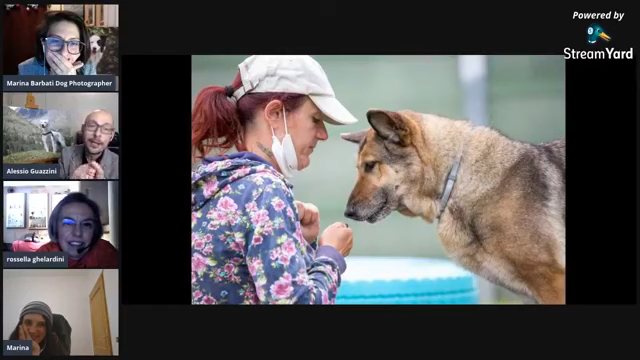 Powered by
StreamYard
Marina Barbati Dog Photographer
Alessio Guazzini
rossella ghelardini
Marina